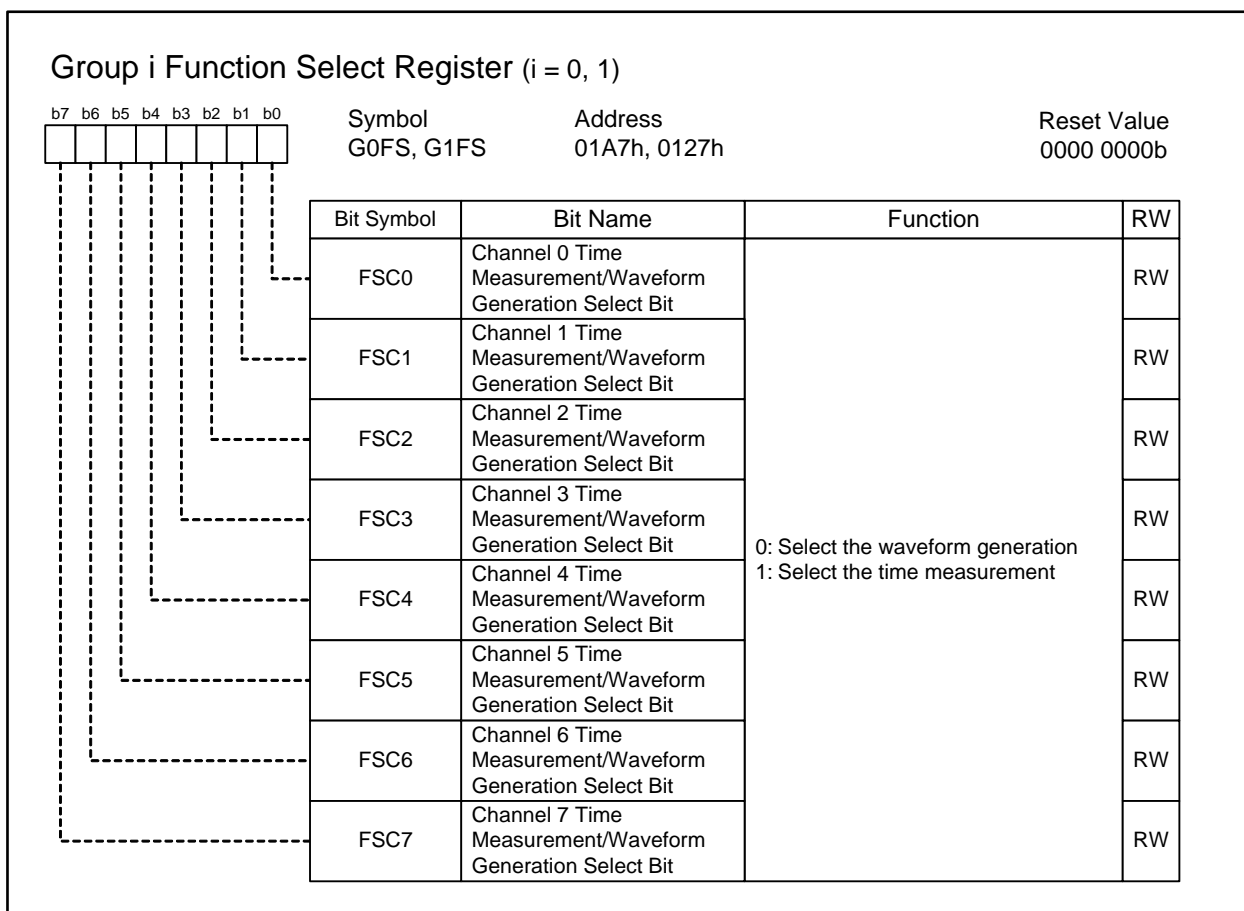 Group i Function Select Register (i = 0, 1)
b7 b6 b5 b4 b3 b2 b1 b0
Symbol Address Reset Value
G0FS, G1FS 01A7h, 0127h 0000 0000b
Bit Symbol Bit Name Function RW
FSC0
Channel 0 Time
Measurement/Waveform
Generation Select Bit
RW
FSC1
Channel 1 Time
Measurement/Waveform
Generation Select Bit
RW
FSC2
Channel 2 Time
Measurement/Waveform
Generation Select Bit
RW
FSC3
Channel 3 Time
Measurement/Waveform
Generation Select Bit
RW
FSC4
Channel 4 Time
Measurement/Waveform
Generation Select Bit
RW
FSC5
Channel 5 Time
Measurement/Waveform
Generation Select Bit
RW
FSC6
Channel 6 Time
Measurement/Waveform
Generation Select Bit
RW
FSC7
Channel 7 Time
Measurement/Waveform
Generation Select Bit
RW
0: Select the waveform generation
1: Select the time measurement